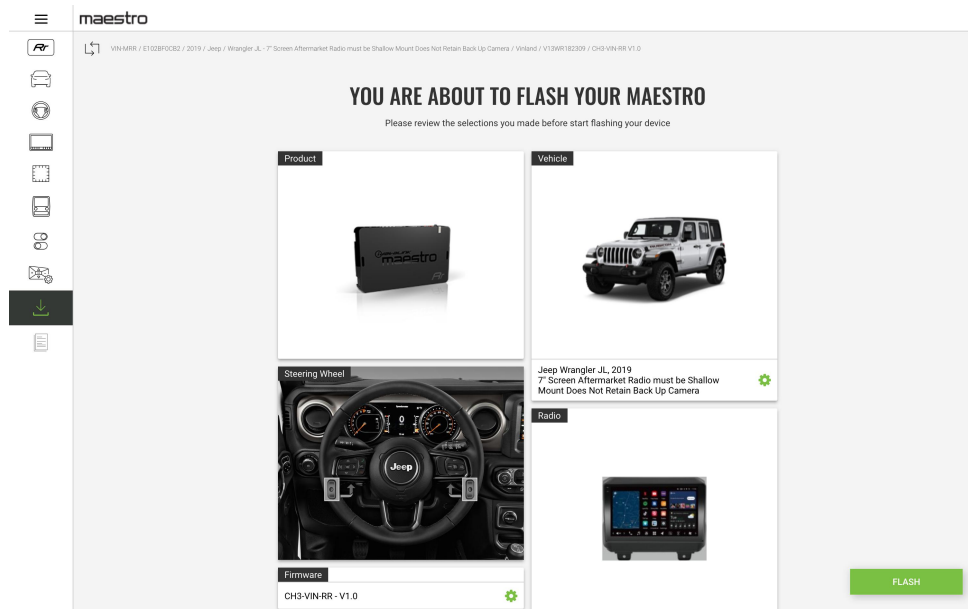 maestro
Rr
VIN-MRR / E102BF0CB2 / 2019 / Jeep / Wrangler JL - 7" Screen Aftermarket Radio must be Shallow Mount Does Not Retain Back Up Camera / Vinland / V13WR182309 / CH3-VIN-RR V1.0
YOU ARE ABOUT TO FLASH YOUR MAESTRO
Please review the selections you made before start flashing your device
Product
maestro
Rr
Vehicle
Jeep Wrangler JL, 2019
7" Screen Aftermarket Radio must be Shallow
Mount Does Not Retain Back Up Camera
Steering Wheel
0
Jeep
Radio
Firmware
CH3-VIN-RR - V1.0
FLASH